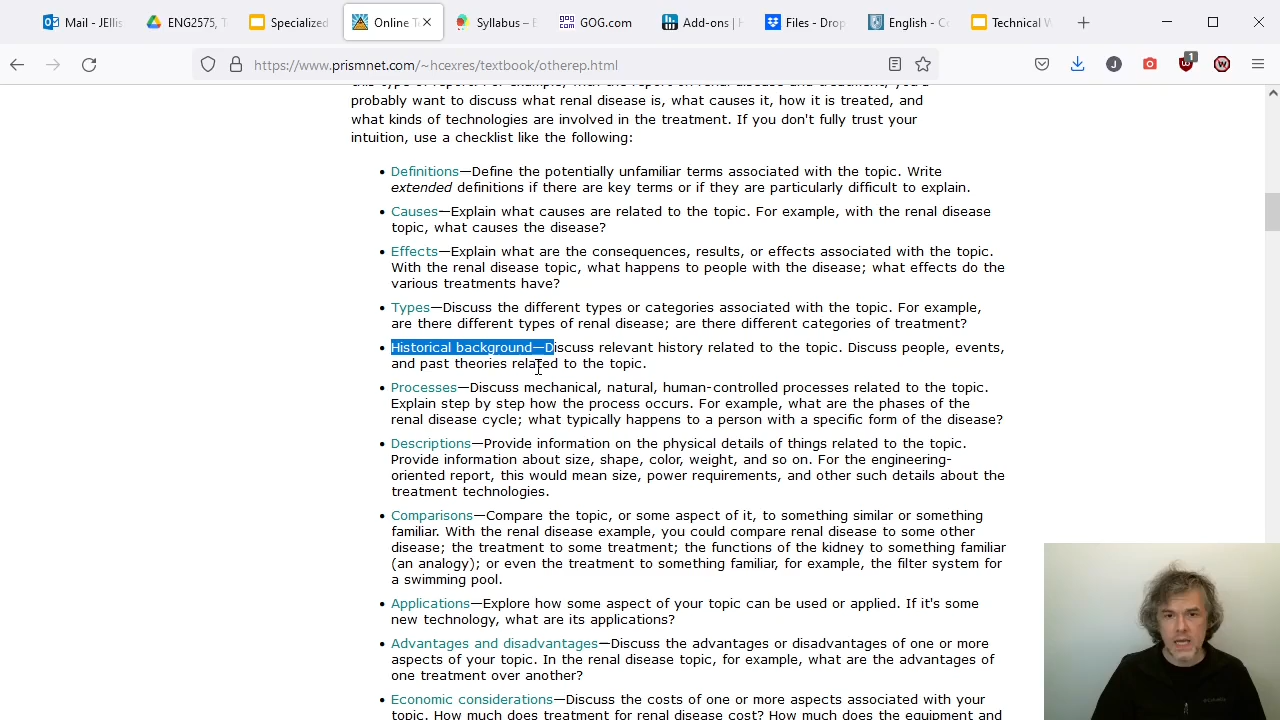 Mail - JEllis
ENG2575, T
Specialized
Online Te
Syllabus – E
GOG.com
Add-ons | H
Files - Drop
English - Co
Technical W
https://www.prismnet.com/~hcexres/textbook/otherep.html
1
probably want to discuss what renal disease is, what causes it, how it is treated, and
what kinds of technologies are involved in the treatment. If you don't fully trust your
intuition, use a checklist like the following:
• Definitions—Define the potentially unfamiliar terms associated with the topic. Write
extended definitions if there are key terms or if they are particularly difficult to explain.
• Causes—Explain what causes are related to the topic. For example, with the renal disease
topic, what causes the disease?
• Effects—Explain what are the consequences, results, or effects associated with the topic.
With the renal disease topic, what happens to people with the disease; what effects do the
various treatments have?
• Types—Discuss the different types or categories associated with the topic. For example,
are there different types of renal disease; are there different categories of treatment?
• Historical background—Discuss relevant history related to the topic. Discuss people, events,
and past theories related to the topic.
• Processes—Discuss mechanical, natural, human-controlled processes related to the topic.
Explain step by step how the process occurs. For example, what are the phases of the
renal disease cycle; what typically happens to a person with a specific form of the disease?
• Descriptions—Provide information on the physical details of things related to the topic.
Provide information about size, shape, color, weight, and so on. For the engineering-
oriented report, this would mean size, power requirements, and other such details about the
treatment technologies.
• Comparisons—Compare the topic, or some aspect of it, to something similar or something
familiar. With the renal disease example, you could compare renal disease to some other
disease; the treatment to some treatment; the functions of the kidney to something familiar
(an analogy); or even the treatment to something familiar, for example, the filter system for
a swimming pool.
• Applications—Explore how some aspect of your topic can be used or applied. If it's some
new technology, what are its applications?
• Advantages and disadvantages—Discuss the advantages or disadvantages of one or more
aspects of your topic. In the renal disease topic, for example, what are the advantages of
one treatment over another?
• Economic considerations—Discuss the costs of one or more aspects associated with your
topic. How much does treatment for renal disease cost? How much does the equipment and